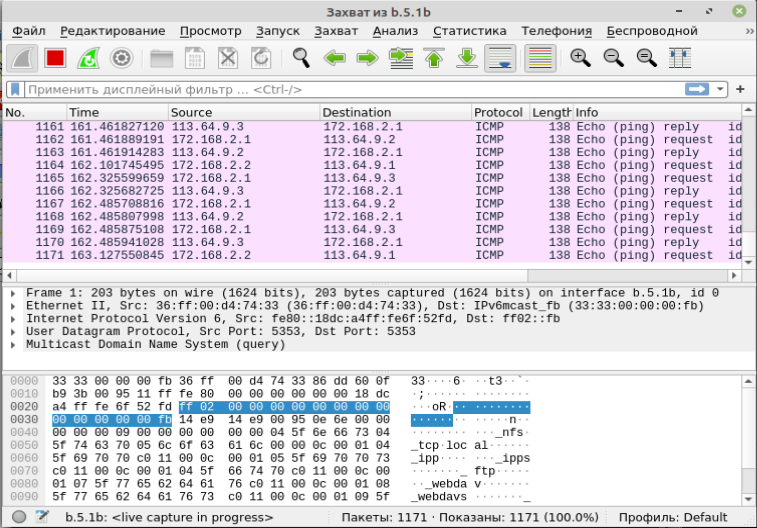 Захват из b.5.1b
Файл Редактирование Просмотр Запуск Захват Анализ Статистика Телефония Беспроводной
Применить дисплейный фильтр ... <Ctrl-/>
No. Time Source Destination Protocol Length Info
1161 161.461827120 113.64.9.3 172.168.2.1 ICMP 138 Echo (ping) reply id
1162 161.461889191 172.168.2.1 113.64.9.2 ICMP 138 Echo (ping) request id
1163 161.461914283 113.64.9.2 172.168.2.1 ICMP 138 Echo (ping) reply id
1164 162.101745495 172.168.2.2 113.64.9.1 ICMP 138 Echo (ping) request id
1165 162.325599659 172.168.2.1 113.64.9.3 ICMP 138 Echo (ping) request id
1166 162.325682725 113.64.9.3 172.168.2.1 ICMP 138 Echo (ping) reply id
1167 162.485708816 172.168.2.1 113.64.9.2 ICMP 138 Echo (ping) request id
1168 162.485807998 113.64.9.2 172.168.2.1 ICMP 138 Echo (ping) reply id
1169 162.485875108 172.168.2.1 113.64.9.3 ICMP 138 Echo (ping) request id
1170 162.485941028 113.64.9.3 172.168.2.1 ICMP 138 Echo (ping) reply id
1171 163.127550845 172.168.2.2 113.64.9.1 ICMP 138 Echo (ping) request id
Frame 1: 203 bytes on wire (1624 bits), 203 bytes captured (1624 bits) on interface b.5.1b, id 0
Ethernet II, Src: 36:ff:00:d4:74:33 (36:ff:00:d4:74:33), Dst: IPv6mcast_fb (33:33:00:00:00:fb)
Internet Protocol Version 6, Src: fe80::18dc:a4ff:fe6f:52fd, Dst: ff02::fb
User Datagram Protocol, Src Port: 5353, Dst Port: 5353
Multicast Domain Name System (query)
0000 33 33 00 00 00 fb 36 ff 00 d4 74 33 86 dd 60 0f 33····6· ··t3··`·
0010 b9 3b 00 95 11 ff fe 80 00 00 00 00 00 00 18 dc ·;······ ········
0020 a4 ff fe 6f 52 fd ff 02 00 00 00 00 00 00 00 00 ···oR··· ········
0030 00 00 00 00 00 fb 14 e9 14 e9 00 95 0e 6e 00 00 ········ ·····n··
0040 00 00 00 09 00 00 00 00 00 00 04 5f 6e 66 73 04 ········ ···_nfs·
0050 5f 74 63 70 05 6c 6f 63 61 6c 00 00 0c 00 01 04 _tcp·loc al······
0060 5f 69 70 70 c0 11 00 0c 00 01 05 5f 69 70 70 73 _ipp···· ···_ipps
0070 c0 11 00 0c 00 01 04 5f 66 74 70 c0 11 00 0c 00 ·······_ ftp·····
0080 01 07 5f 77 65 62 64 61 76 c0 11 00 0c 00 01 08 ··_webda v·······
0090 5f 77 65 62 64 61 76 73 c0 11 00 0c 00 01 09 5f _webdavs ·······_
b.5.1b: <live capture in progress> Пакеты: 1171 · Показаны: 1171 (100.0%) Профиль: Default